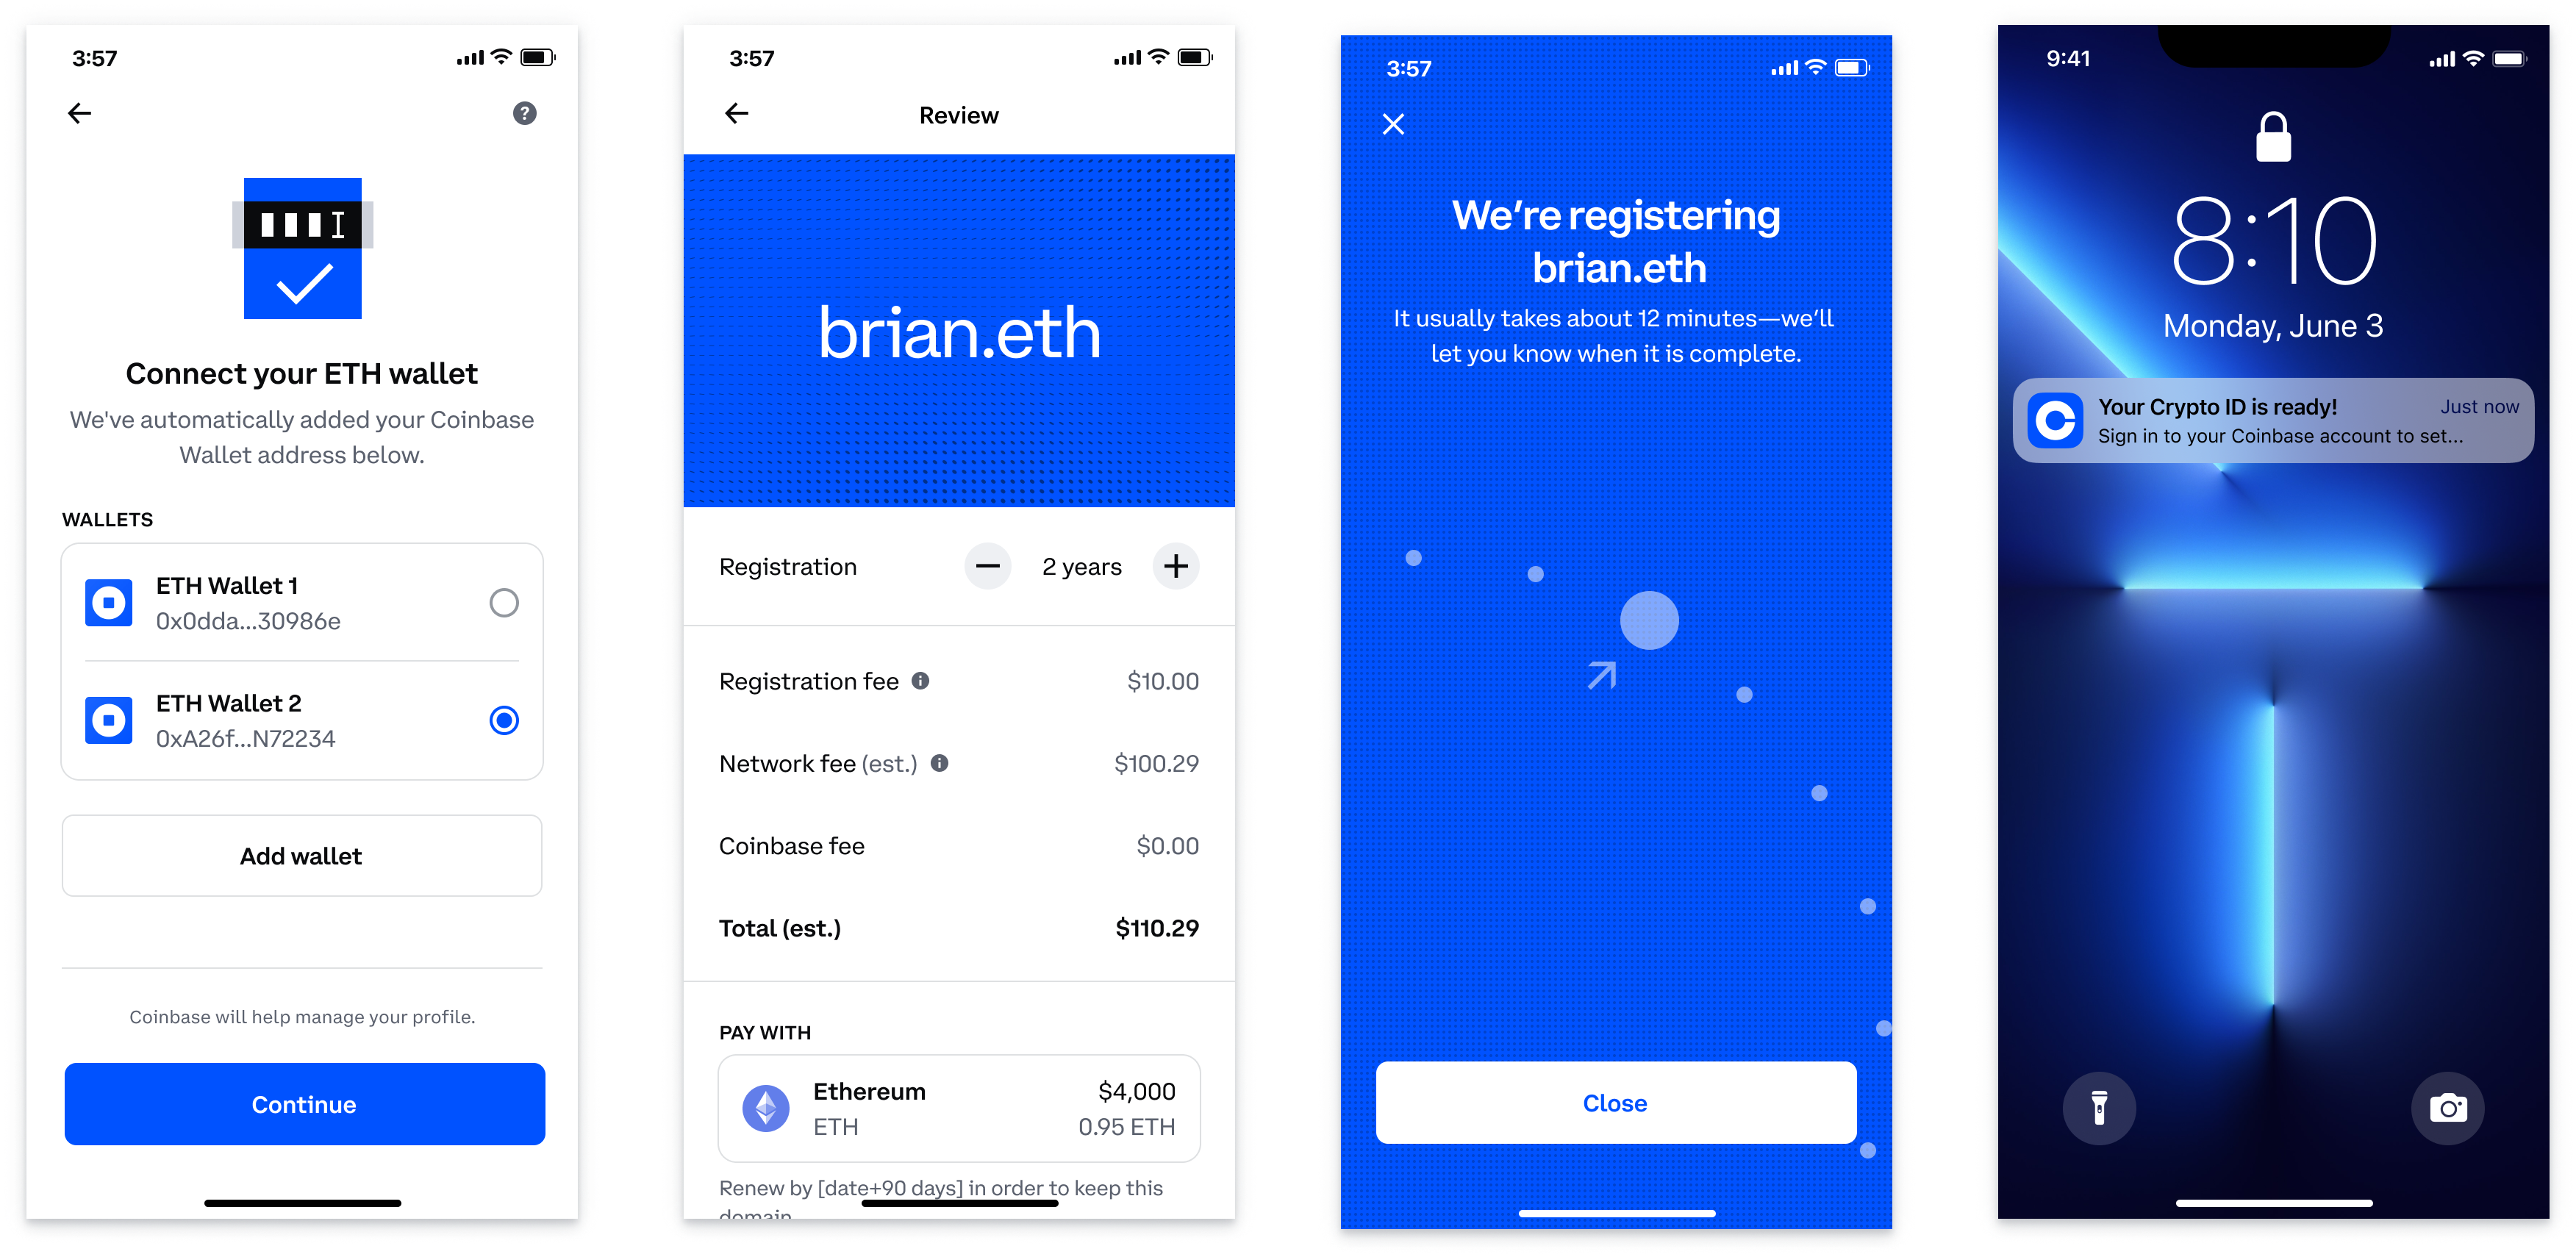 3:57
Connect your ETH wallet
We've automatically added your Coinbase
Wallet address below.
WALLETS
ETH Wallet 1
0x0dda...30986e
ETH Wallet 2
0xA26f...N72234
Add wallet
Coinbase will help manage your profile.
Continue
3:57
Review
brian.eth
Registration
2 years
Registration fee
$10.00
Network fee (est.)
$100.29
Coinbase fee
$0.00
Total (est.)
$110.29
PAY WITH
Ethereum
$4,000
ETH
0.95 ETH
Renew by [date+90 days] in order to keep this
domain
3:57
We're registering
brian.eth
It usually takes about 12 minutes—we'll
let you know when it is complete.
Close
9:41
8:10
Monday, June 3
Your Crypto ID is ready!
Just now
Sign in to your Coinbase account to set...